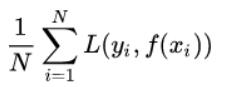 $\frac{1}{N} \sum_{i=1}^{N} L(y_i, f(x_i))$